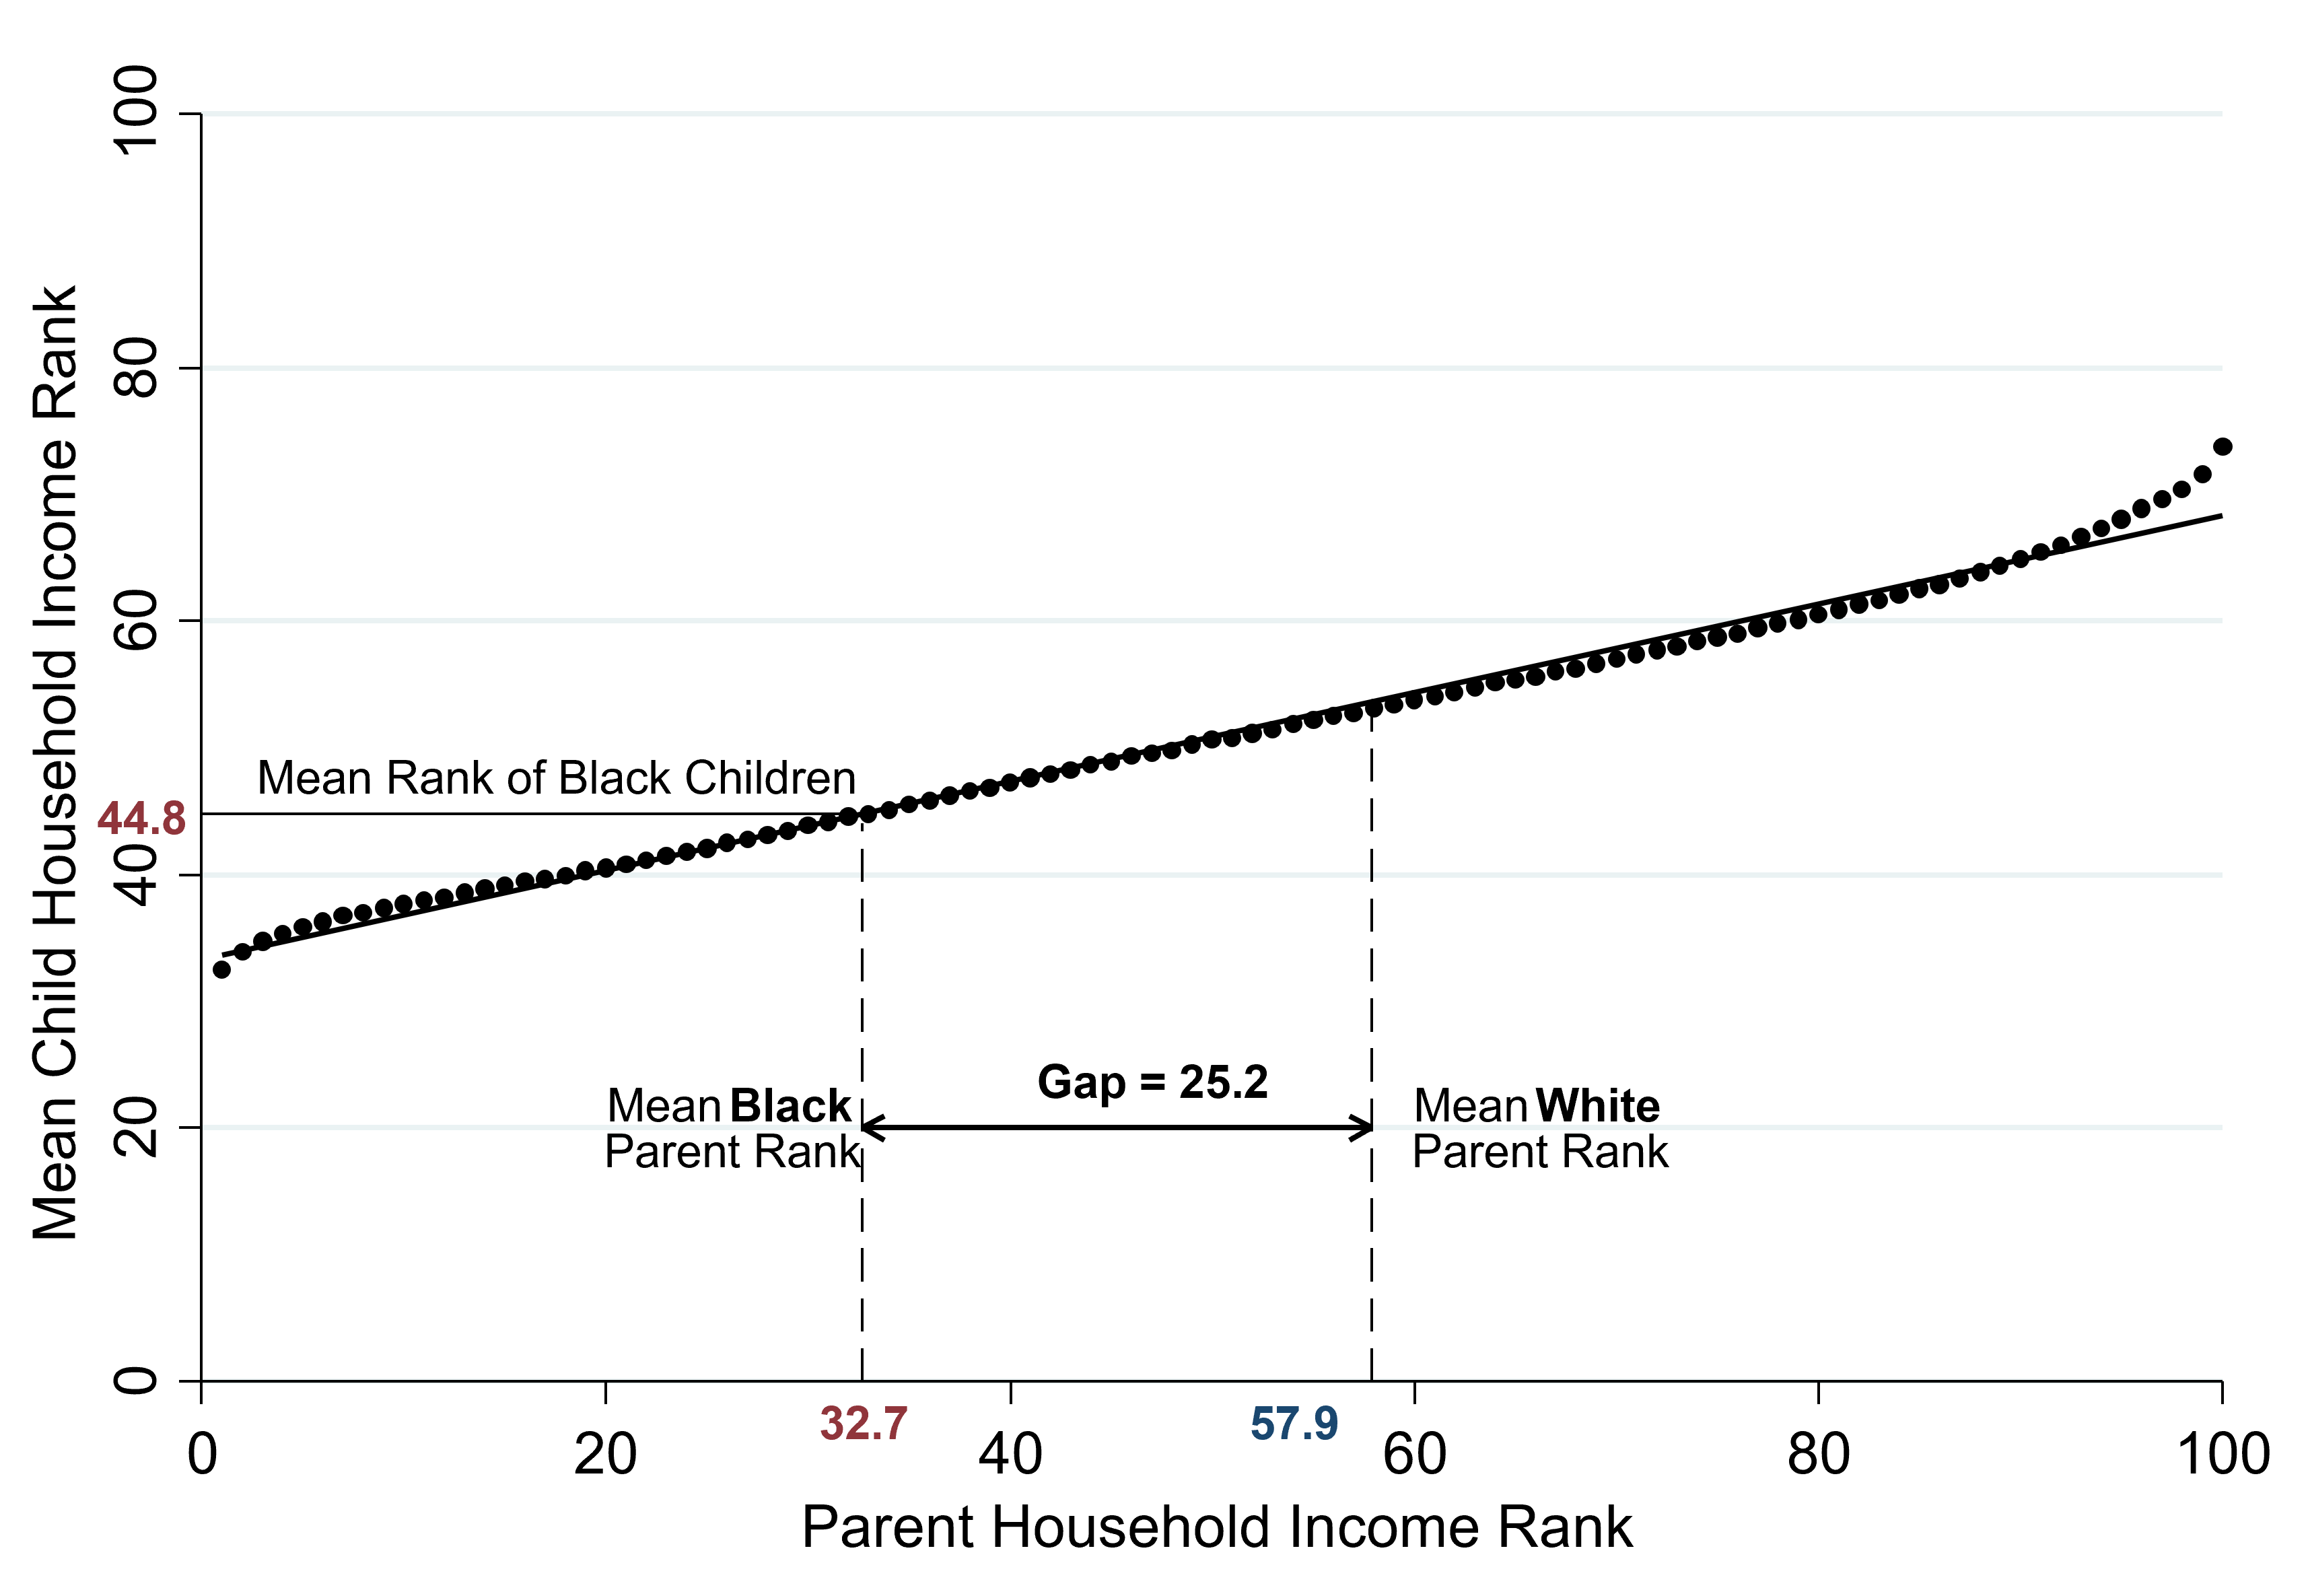 Mean Child Household Income Rank
100
80
60
44.8
40
20
0
Mean Rank of Black Children
Gap = 25.2
Mean Black
Parent Rank
Mean White
Parent Rank
32.7
57.9
0 20 40 60 80 100
Parent Household Income Rank